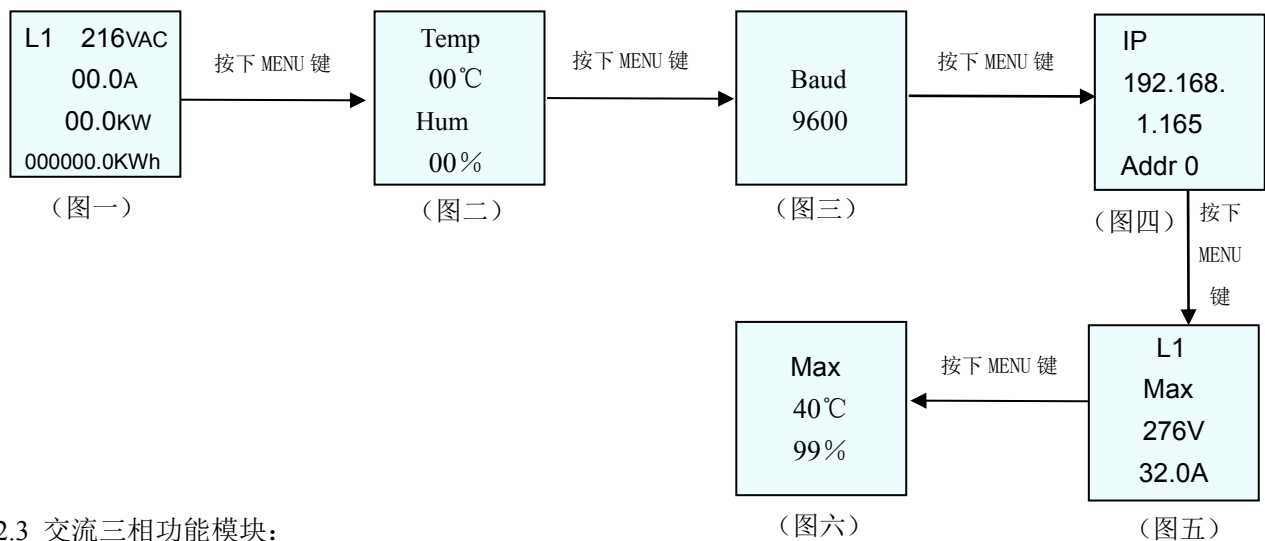 L1 216VAC
00.0A
00.0KW
000000.0KWh
（图一）
按下 MENU 键
Temp
00℃
Hum
00％
（图二）
按下 MENU 键
Baud
9600
（图三）
按下 MENU 键
IP
192.168.
1.165
Addr 0
（图四）
按下
MENU
键
L1
Max
276V
32.0A
（图五）
按下 MENU 键
Max
40℃
99％
（图六）
2.3 交流三相功能模块：